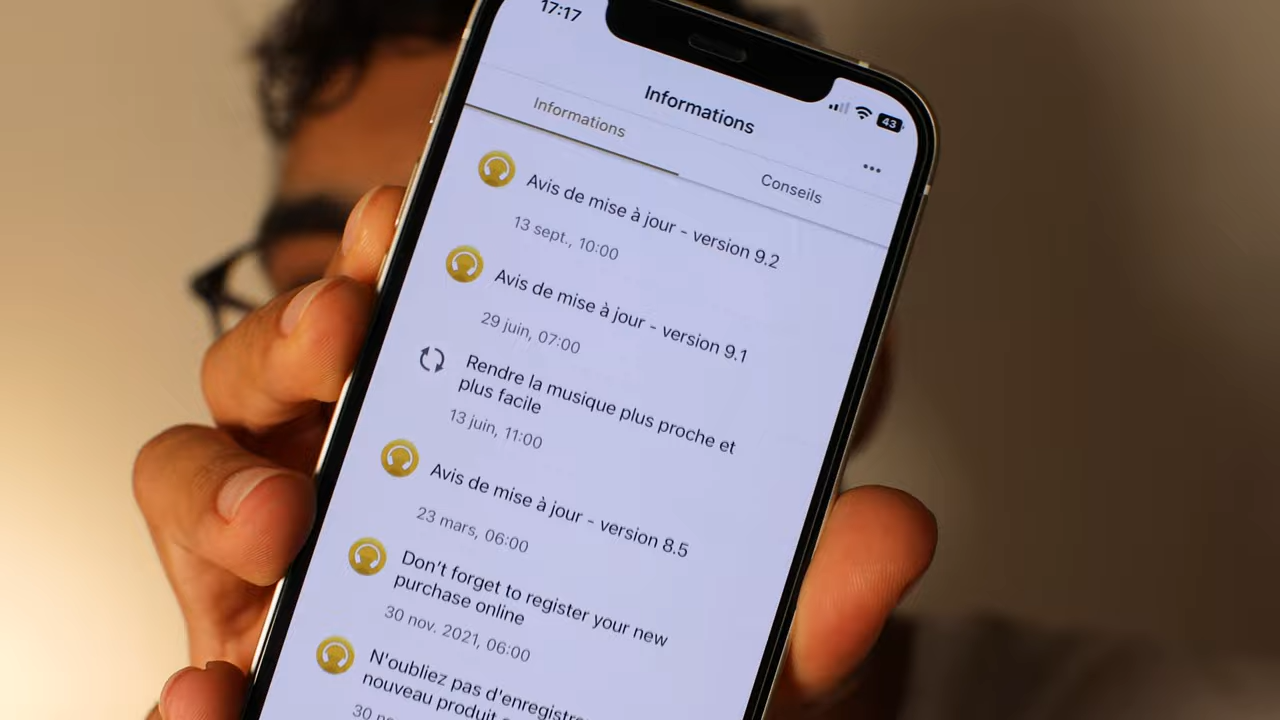 17:17
43
Informations
Informations
Conseils
Avis de mise à jour - version 9.2
13 sept., 10:00
Avis de mise à jour - version 9.1
29 juin, 07:00
Rendre la musique plus proche et
plus facile
13 juin, 11:00
Avis de mise à jour - version 8.5
23 mars, 06:00
Don't forget to register your new
purchase online
30 nov. 2021, 06:00
N'oubliez pas d'enregistre
nouveau produit
30 no